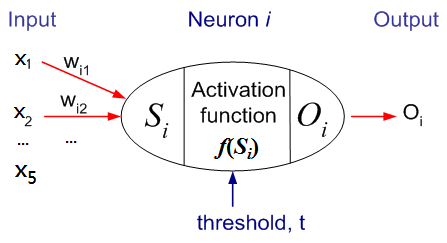 Input Neuron i Output
x1 wi1
x2 wi2
... ...
x5
Si
Activation
function
f(Si)
Oi
Oi
threshold, t